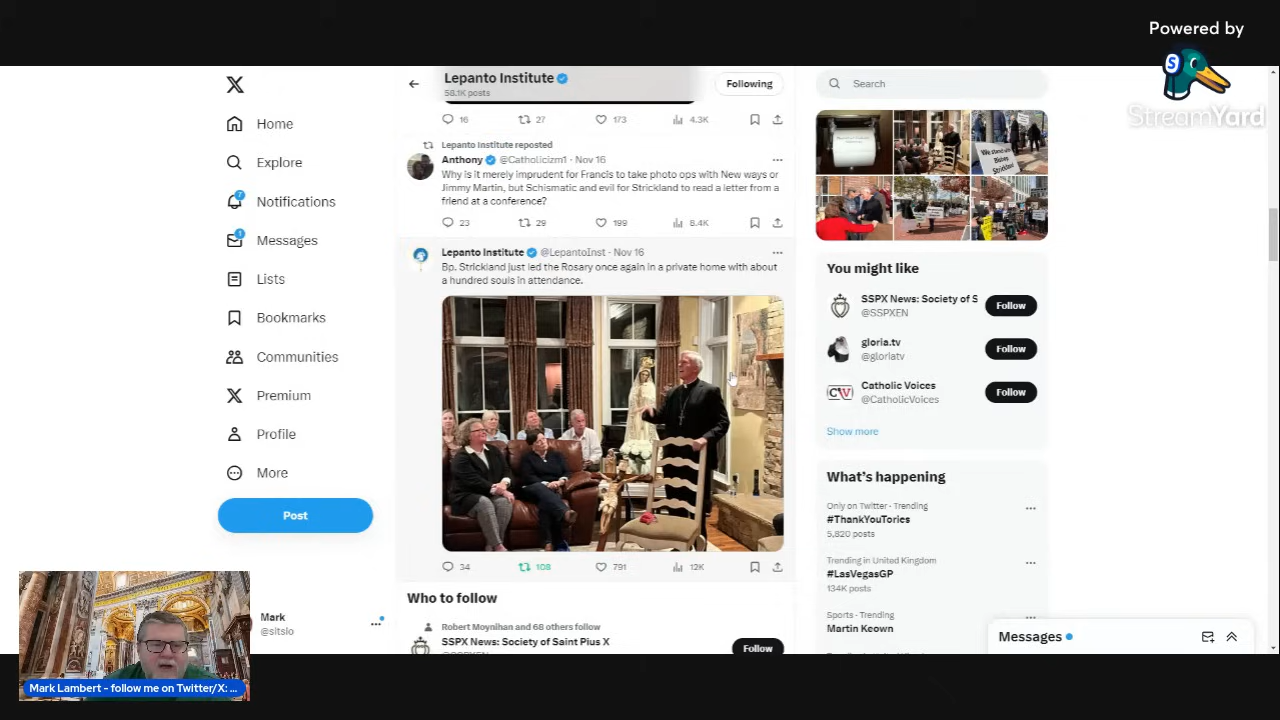 Powered by
StreamYard
Lepanto Institute
58.1K posts
Following
Search
Home
Explore
7
Notifications
1
Messages
Lists
Bookmarks
Communities
Premium
Profile
More
Post
Mark
@sitsio
16 27 173 4.3K
Lepanto Institute reposted
Anthony @Catholicizm1 · Nov 16
Why is it merely imprudent for Francis to take photo ops with New ways or
Jimmy Martin, but Schismatic and evil for Strickland to read a letter from a
friend at a conference?
23 29 199 8.4K
Lepanto Institute @LepantoInst · Nov 16
Bp. Strickland just led the Rosary once again in a private home with about
a hundred souls in attendance.
34 108 791 12K
Who to follow
Robert Moynihan and 68 others follow
SSPX News: Society of Saint Pius X
Follow
We stand with
Bishop
Strickland
You might like
SSPX News: Society of S
@SSPXEN
Follow
gloria.tv
@gloriatv
Follow
Catholic Voices
@CatholicVoices
Follow
Show more
What's happening
Only on Twitter · Trending
#ThankYouTories
5,820 posts
Trending in United Kingdom
#LasVegasGP
134K posts
Sports · Trending
Martin Keown
Messages
Mark Lambert - follow me on Twitter/X: ...